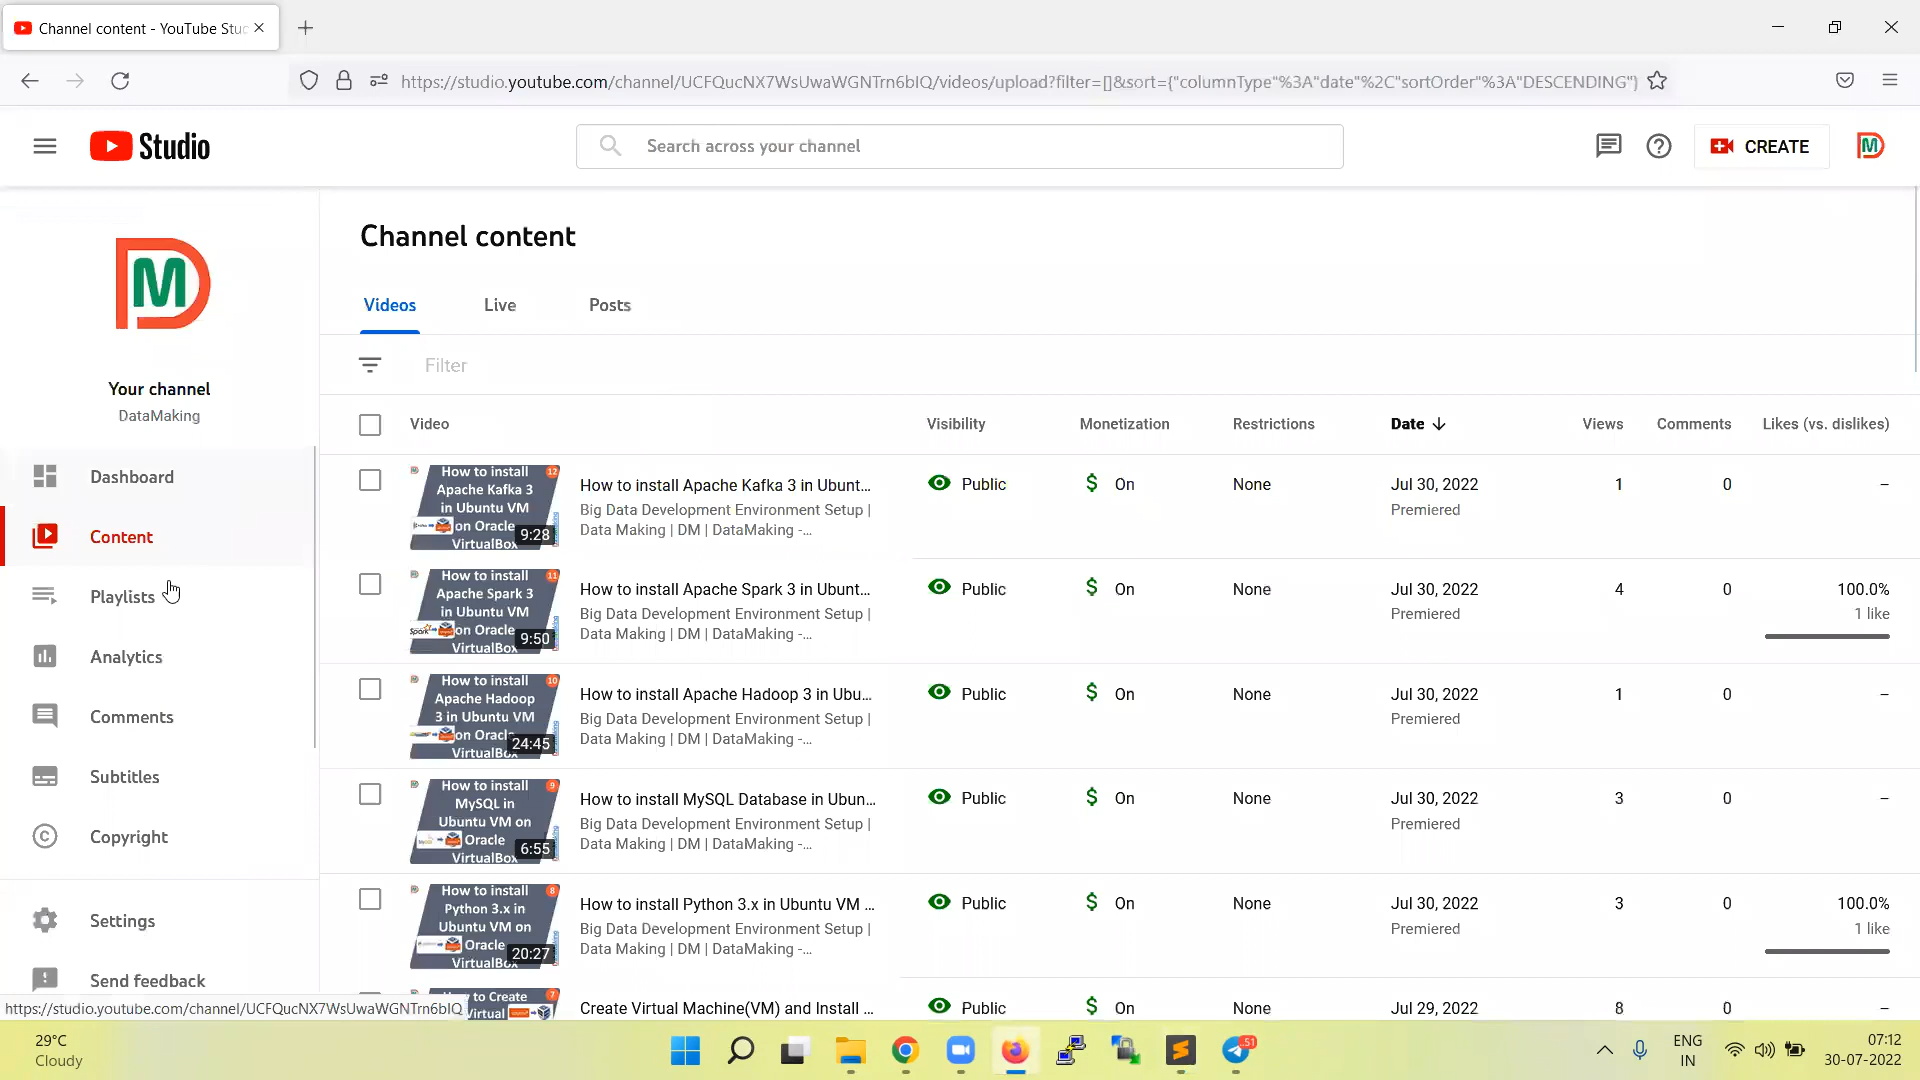 Channel content - YouTube Stuc
https://studio.youtube.com/channel/UCFQucNX7WsUwaWGNTrn6bIQ/videos/upload?filter=[]&sort={"columnType"%3A"date"%2C"sortOrder"%3A"DESCENDING"}
Studio
Search across your channel
CREATE
M
M
Your channel
DataMaking
Dashboard
Content
Playlists
Analytics
Comments
Subtitles
Copyright
Settings
Send feedback
https://studio.youtube.com/channel/UCFQucNX7WsUwaWGNTrn6bIQ
Channel content
Videos Live Posts
Filter
Video Visibility Monetization Restrictions Date Views Comments Likes (vs. dislikes)
How to install
Apache Kafka 3
in Ubuntu VM
on Oracle
VirtualBox
12
9:28
How to install Apache Kafka 3 in Ubunt...
Big Data Development Environment Setup |
Data Making | DM | DataMaking -...
Public $ On None Jul 30, 2022 1 0 –
Premiered
How to install
Apache Spark 3
in Ubuntu VM
on Oracle
VirtualBox
11
Spark
9:50
How to install Apache Spark 3 in Ubunt...
Big Data Development Environment Setup |
Data Making | DM | DataMaking -...
Public $ On None Jul 30, 2022 4 0 100.0%
Premiered 1 like
How to install
Apache Hadoop
3 in Ubuntu VM
on Oracle
VirtualBox
10
24:45
How to install Apache Hadoop 3 in Ubu...
Big Data Development Environment Setup |
Data Making | DM | DataMaking -...
Public $ On None Jul 30, 2022 1 0 –
Premiered
How to install
MySQL in
Ubuntu VM on
Oracle
VirtualBox
9
6:55
How to install MySQL Database in Ubun...
Big Data Development Environment Setup |
Data Making | DM | DataMaking -...
Public $ On None Jul 30, 2022 3 0 –
Premiered
How to install
Python 3.x in
Ubuntu VM on
Oracle
VirtualBox
8
20:27
How to install Python 3.x in Ubuntu VM ...
Big Data Development Environment Setup |
Data Making | DM | DataMaking -...
Public $ On None Jul 30, 2022 3 0 100.0%
Premiered 1 like
to Create
Virtual
7
Create Virtual Machine(VM) and Install ...
Public $ On None Jul 29, 2022 8 0 –
29°C
Cloudy
51
ENG
IN
07:12
30-07-2022